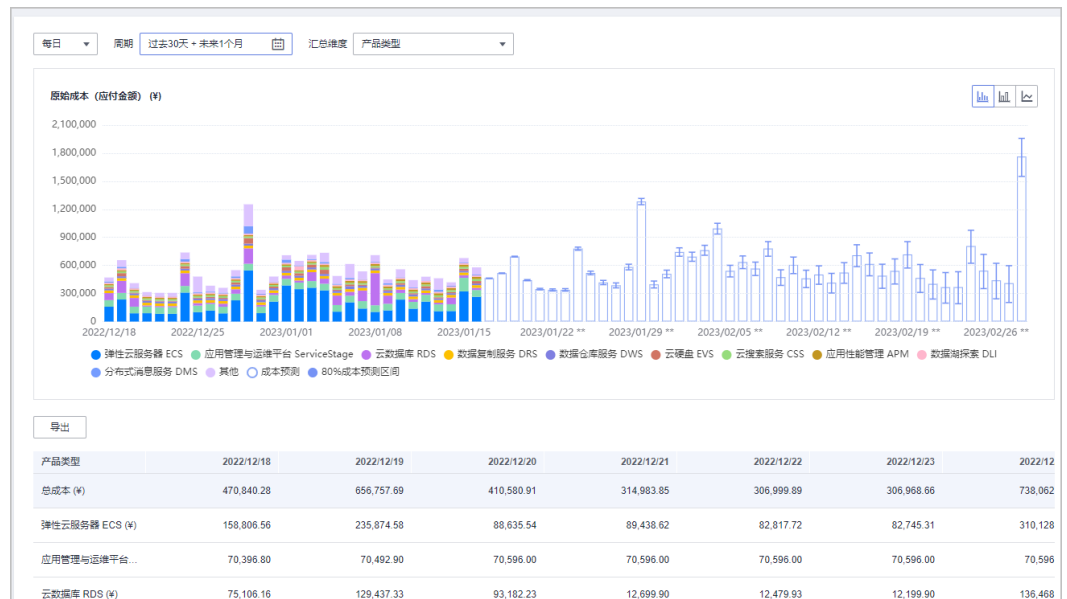 每日 周期 过去30天 + 未来1个月 汇总维度 产品类型
原始成本（应付金额）(¥)
2,100,000
1,800,000
1,500,000
1,200,000
900,000
600,000
300,000
0
2022/12/18 2022/12/25 2023/01/01 2023/01/08 2023/01/15 2023/01/22 ** 2023/01/29 ** 2023/02/05 ** 2023/02/12 ** 2023/02/19 ** 2023/02/26 **
弹性云服务器 ECS 应用管理与运维平台 ServiceStage 云数据库 RDS 数据复制服务 DRS 数据仓库服务 DWS 云硬盘 EVS 云搜索服务 CSS 应用性能管理 APM 数据湖探索 DLI
分布式消息服务 DMS 其他 成本预测 80%成本预测区间
导出
产品类型 2022/12/18 2022/12/19 2022/12/20 2022/12/21 2022/12/22 2022/12/23 2022/12
总成本 (¥) 470,840.28 656,757.69 410,580.91 314,983.85 306,999.89 306,968.66 738,062
弹性云服务器 ECS (¥) 158,806.56 235,874.58 88,635.54 89,438.62 82,817.72 82,745.31 310,128
应用管理与运维平台... 70,396.80 70,492.90 70,596.00 70,596.00 70,596.00 70,596.00 70,596
云数据库 RDS (¥) 75,106.16 129,437.33 93,182.23 12,699.90 12,479.93 12,199.90 136,468